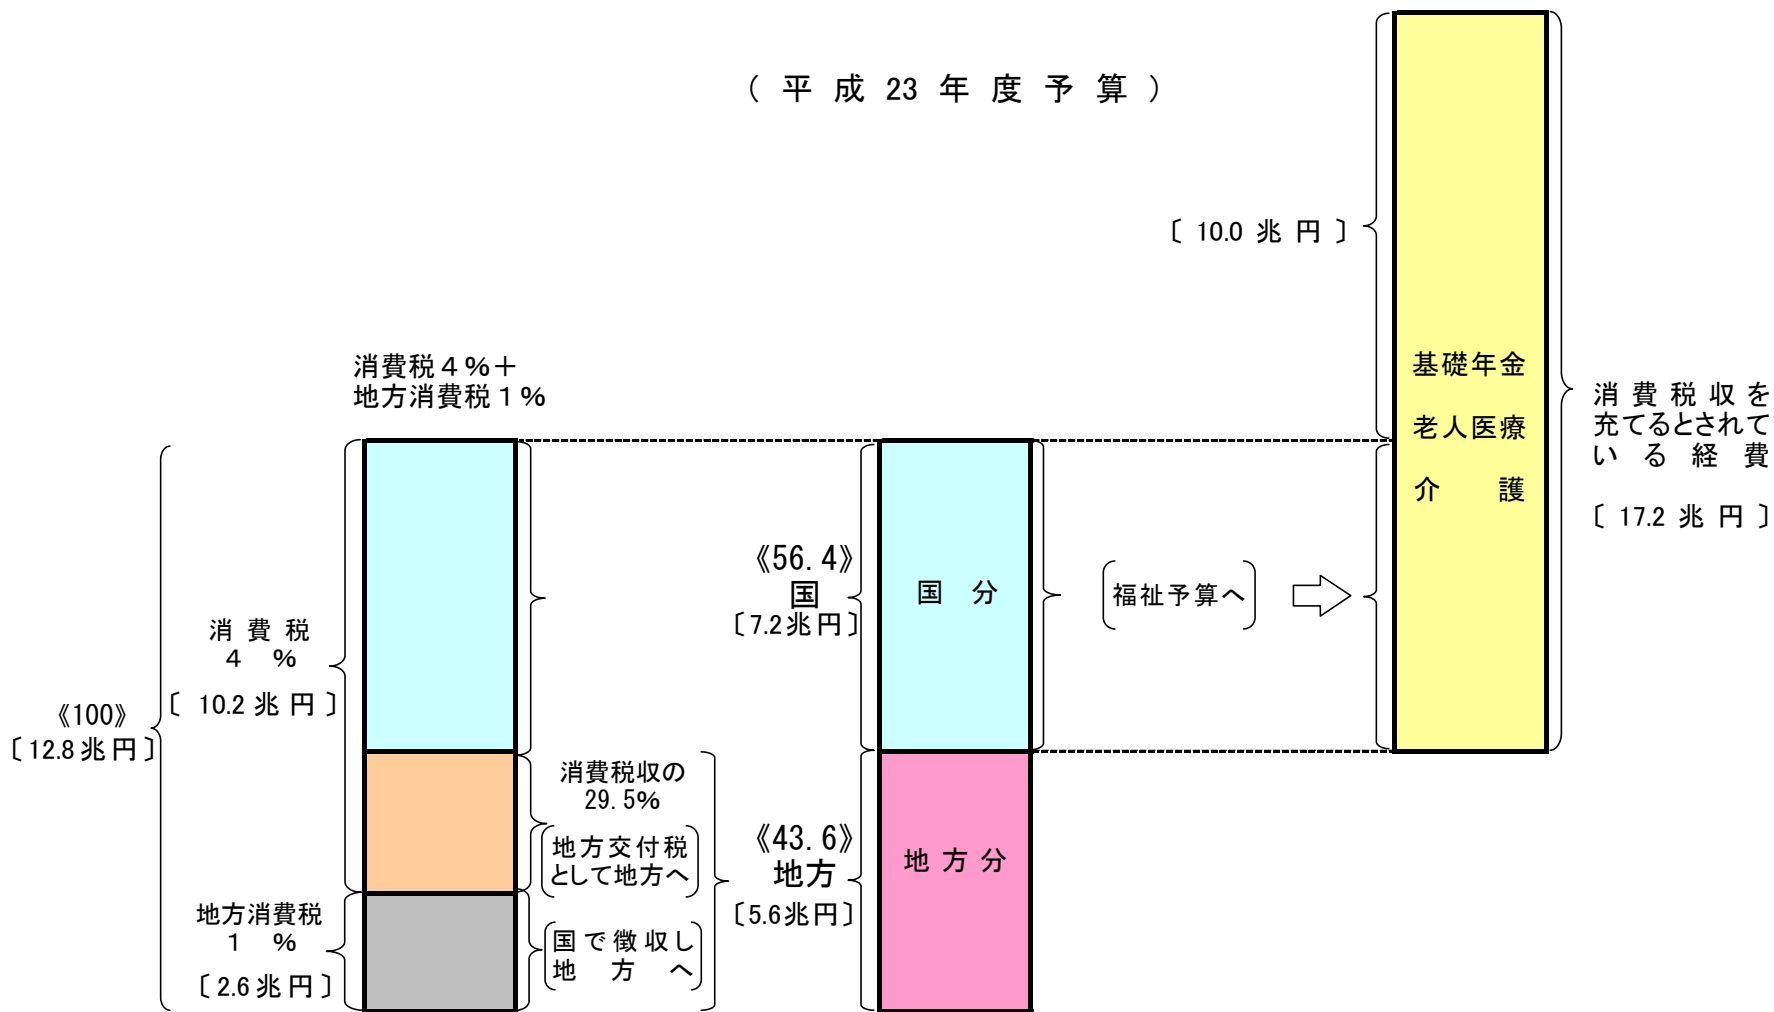 （平成23年度予算）
〔10.0兆円〕
基礎年金
老人医療
介護
消費税収を
充てるとされて
いる経費
〔17.2兆円〕
消費税４％＋
地方消費税１％
《100》
〔12.8兆円〕
消費税
４％
〔10.2兆円〕
地方消費税
１％
〔2.6兆円〕
消費税収の
29.5%
地方交付税
として地方へ
国で徴収し
地方へ
《56.4》
国
〔7.2兆円〕
国分
福祉予算へ
《43.6》
地方
〔5.6兆円〕
地方分